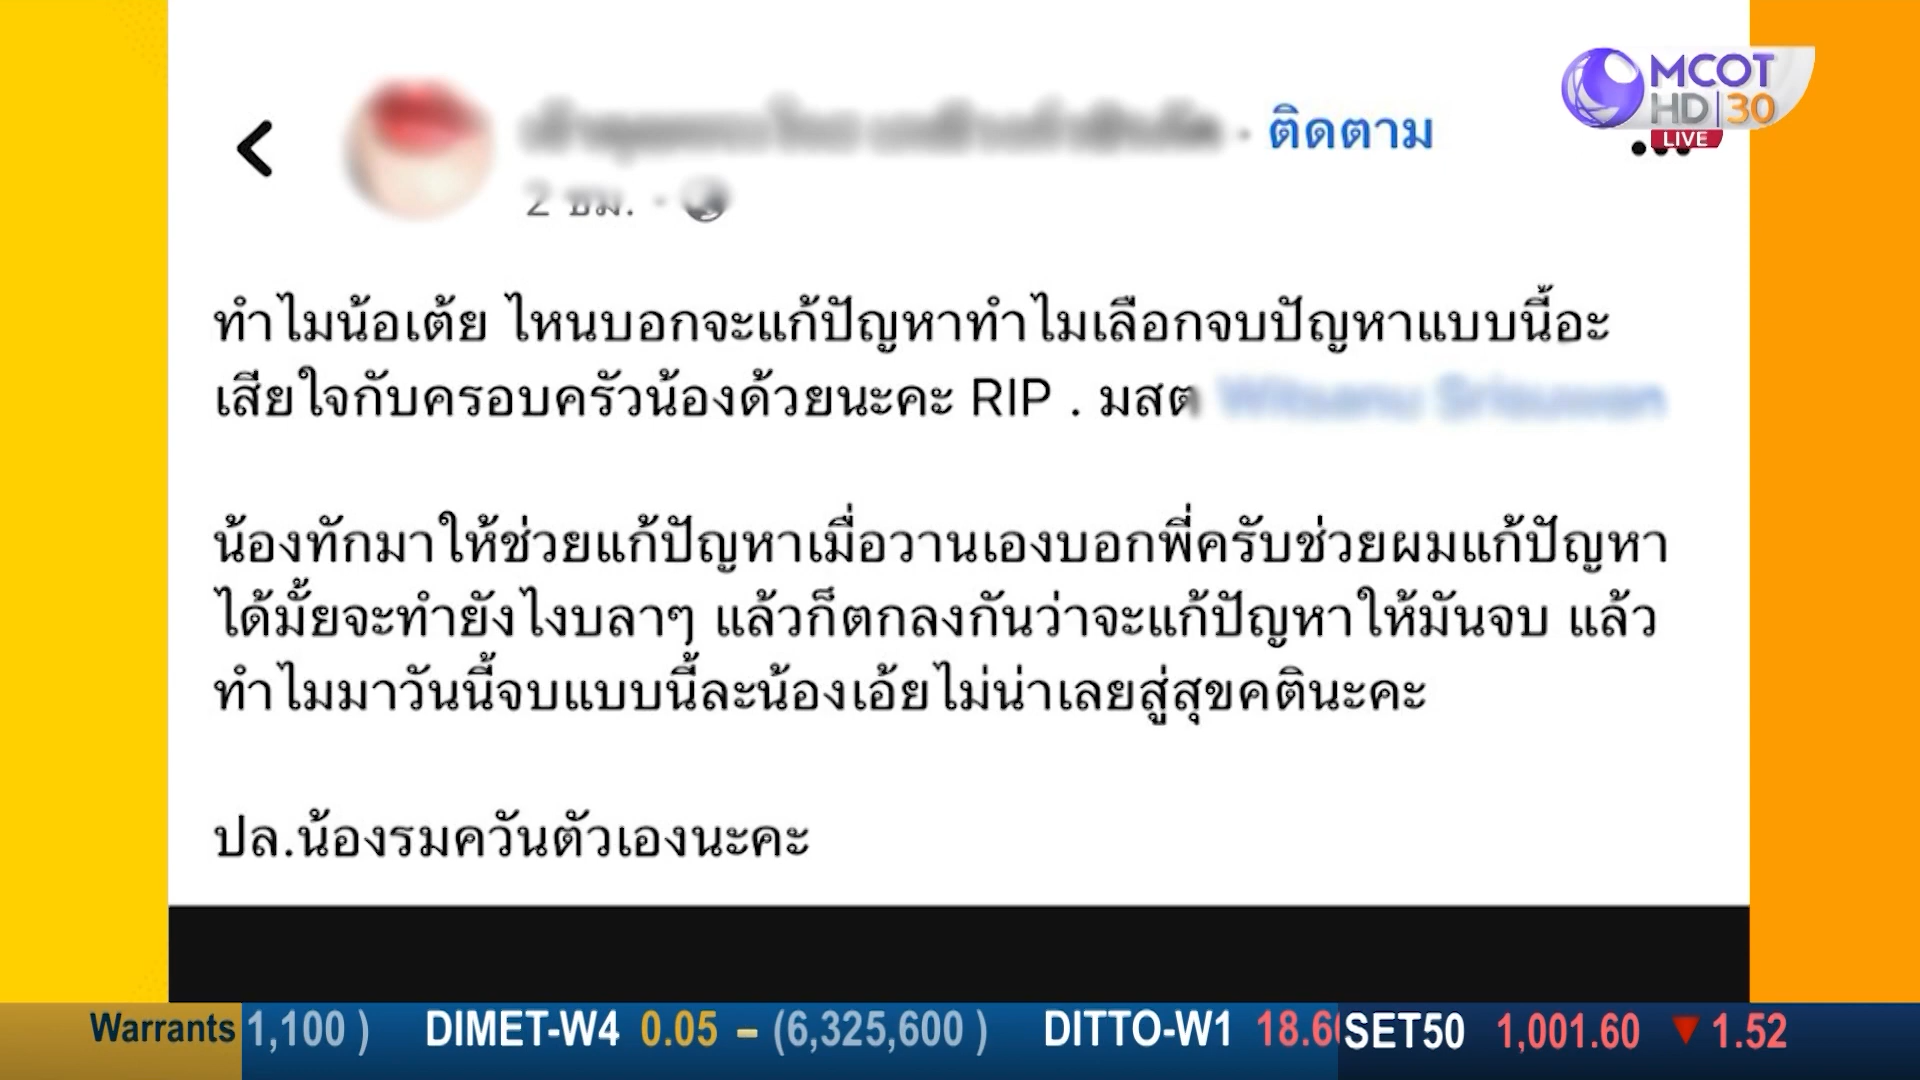 MCOT
HD 30
LIVE
ติดตาม
2 ชม.
ทำไมน้อเต้ย ไหนบอกจะแก้ปัญหาทำไมเลือกจบปัญหาแบบนี้อะ
เสียใจกับครอบครัวน้องด้วยนะคะ RIP . มสต
น้องทักมาให้ช่วยแก้ปัญหาเมื่อวานเองบอกพี่ครับช่วยผมแก้ปัญหา
ได้มั้ยจะทำยังไงบลาๆ แล้วก็ตกลงกันว่าจะแก้ปัญหาให้มันจบ แล้ว
ทำไมมาวันนี้จบแบบนี้ละน้องเอ้ยไม่น่าเลยสู่สุขคตินะคะ
ปล.น้องรมควันตัวเองนะคะ
Warrants 1,100 ) DIMET-W4 0.05 – (6,325,600 ) DITTO-W1 18.6 SET50 1,001.60 ▼ 1.52